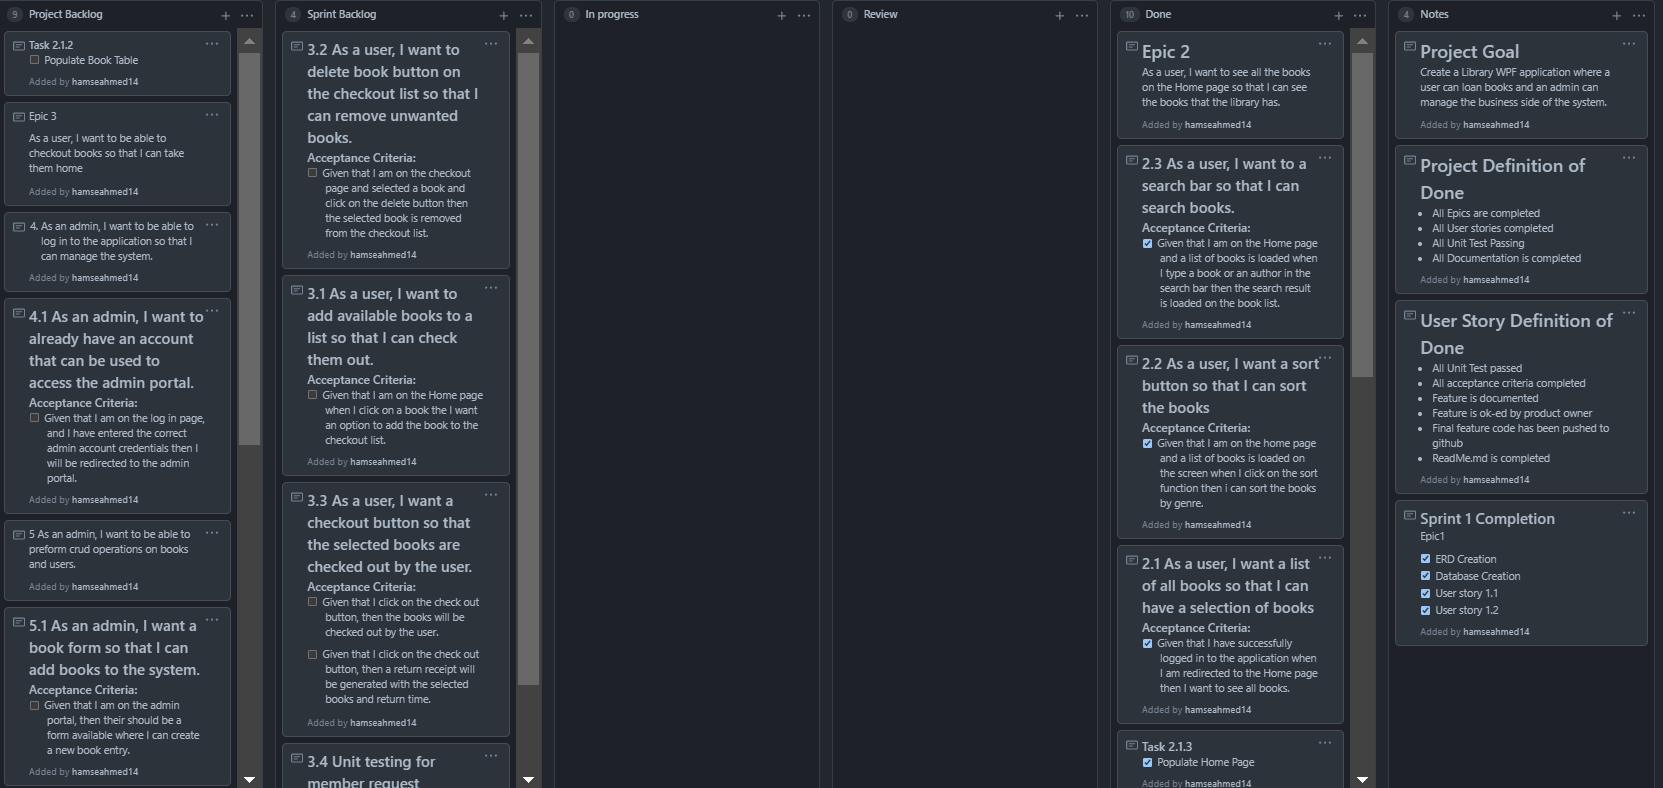 9 Project Backlog
Task 2.1.2
Populate Book Table
Added by hamseahmed14
Epic 3
As a user, I want to be able to
checkout books so that I can take
them home
Added by hamseahmed14
4. As an admin, I want to be able to
log in to the application so that I
can manage the system.
Added by hamseahmed14
4.1 As an admin, I want to
already have an account
that can be used to
access the admin portal.
Acceptance Criteria:
Given that I am on the log in page,
and I have entered the correct
admin account credentials then I
will be redirected to the admin
portal.
Added by hamseahmed14
5 As an admin, I want to be able to
preform crud operations on books
and users.
Added by hamseahmed14
5.1 As an admin, I want a
book form so that I can
add books to the system.
Acceptance Criteria:
Given that I am on the admin
portal, then their should be a
form available where I can create
a new book entry.
Added by hamseahmed14
4 Sprint Backlog
3.2 As a user, I want to
delete book button on
the checkout list so that I
can remove unwanted
books.
Acceptance Criteria:
Given that I am on the checkout
page and selected a book and
click on the delete button then
the selected book is removed
from the checkout list.
Added by hamseahmed14
3.1 As a user, I want to
add available books to a
list so that I can check
them out.
Acceptance Criteria:
Given that I am on the Home page
when I click on a book the I want
an option to add the book to the
checkout list.
Added by hamseahmed14
3.3 As a user, I want a
checkout button so that
the selected books are
checked out by the user.
Acceptance Criteria:
Given that I click on the check out
button, then the books will be
checked out by the user.
Given that I click on the check out
button, then a return receipt will
be generated with the selected
books and return time.
Added by hamseahmed14
3.4 Unit testing for
member request
0 In progress
0 Review
10 Done
Epic 2
As a user, I want to see all the books
on the Home page so that I can see
the books that the library has.
Added by hamseahmed14
2.3 As a user, I want to a
search bar so that I can
search books.
Acceptance Criteria:
Given that I am on the Home page
and a list of books is loaded when
I type a book or an author in the
search bar then the search result
is loaded on the book list.
Added by hamseahmed14
2.2 As a user, I want a sort
button so that I can sort
the books
Acceptance Criteria:
Given that I am on the home page
and a list of books is loaded on
the screen when I click on the sort
function then i can sort the books
by genre.
Added by hamseahmed14
2.1 As a user, I want a list
of all books so that I can
have a selection of books
Acceptance Criteria:
Given that I have successfully
logged in to the application when
I am redirected to the Home page
then I want to see all books.
Added by hamseahmed14
Task 2.1.3
Populate Home Page
Added by hamseahmed14
4 Notes
Project Goal
Create a Library WPF application where a
user can loan books and an admin can
manage the business side of the system.
Added by hamseahmed14
Project Definition of
Done
All Epics are completed
All User stories completed
All Unit Test Passing
All Documentation is completed
Added by hamseahmed14
User Story Definition of
Done
All Unit Test passed
All acceptance criteria completed
Feature is documented
Feature is ok-ed by product owner
Final feature code has been pushed to
github
ReadMe.md is completed
Added by hamseahmed14
Sprint 1 Completion
Epic1
ERD Creation
Database Creation
User story 1.1
User story 1.2
Added by hamseahmed14